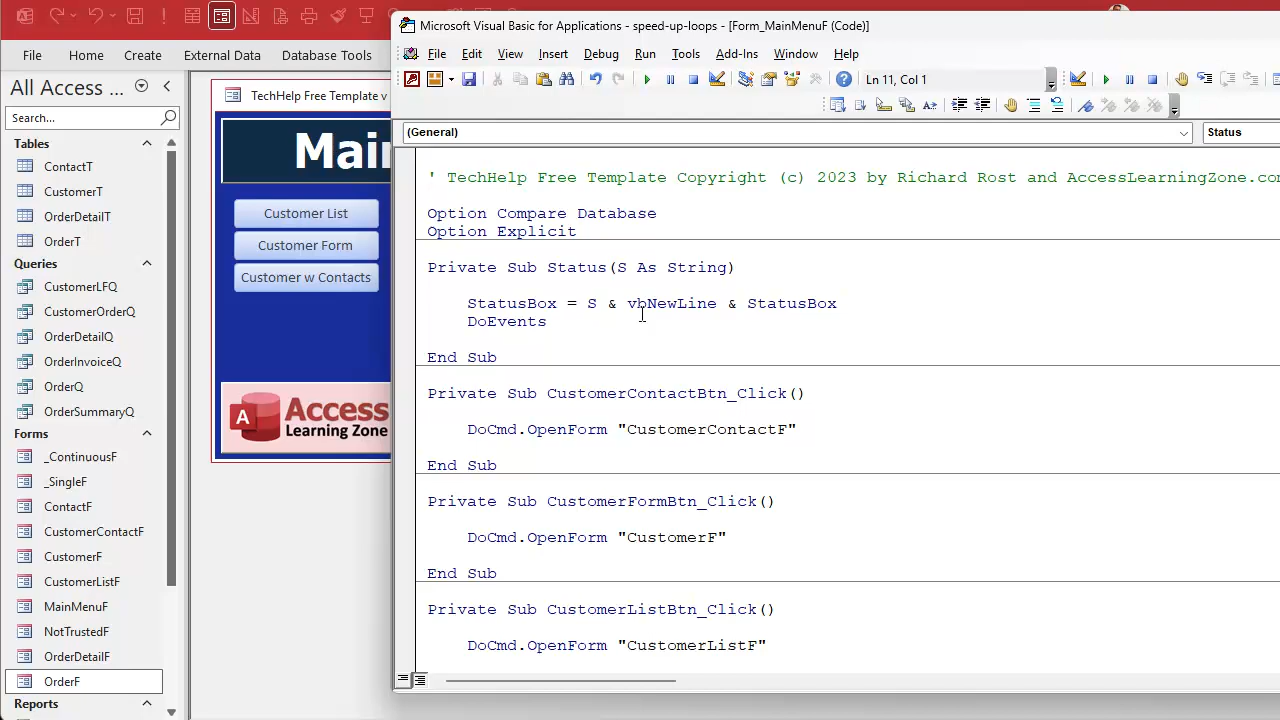 Microsoft Visual Basic for Applications - speed-up-loops - [Form_MainMenuF (Code)]
File Home Create External Data Database Tools
File Edit View Insert Debug Run Tools Add-Ins Window Help
Ln 11, Col 1
All Access ...
Search...
Tables
ContactT
CustomerT
OrderDetailT
OrderT
Queries
CustomerLFQ
CustomerOrderQ
OrderDetailQ
OrderInvoiceQ
OrderQ
OrderSummaryQ
Forms
_ContinuousF
_SingleF
ContactF
CustomerContactF
CustomerF
CustomerListF
MainMenuF
NotTrustedF
OrderDetailF
OrderF
Reports
TechHelp Free Template v
Mai
Customer List
Customer Form
Customer w Contacts
A Access
Learning Zone
(General) Status
' TechHelp Free Template Copyright (c) 2023 by Richard Rost and AccessLearningZone.co
Option Compare Database
Option Explicit
Private Sub Status(S As String)
StatusBox = S & vbNewLine & StatusBox
DoEvents
End Sub
Private Sub CustomerContactBtn_Click()
DoCmd.OpenForm "CustomerContactF"
End Sub
Private Sub CustomerFormBtn_Click()
DoCmd.OpenForm "CustomerF"
End Sub
Private Sub CustomerListBtn_Click()
DoCmd.OpenForm "CustomerListF"